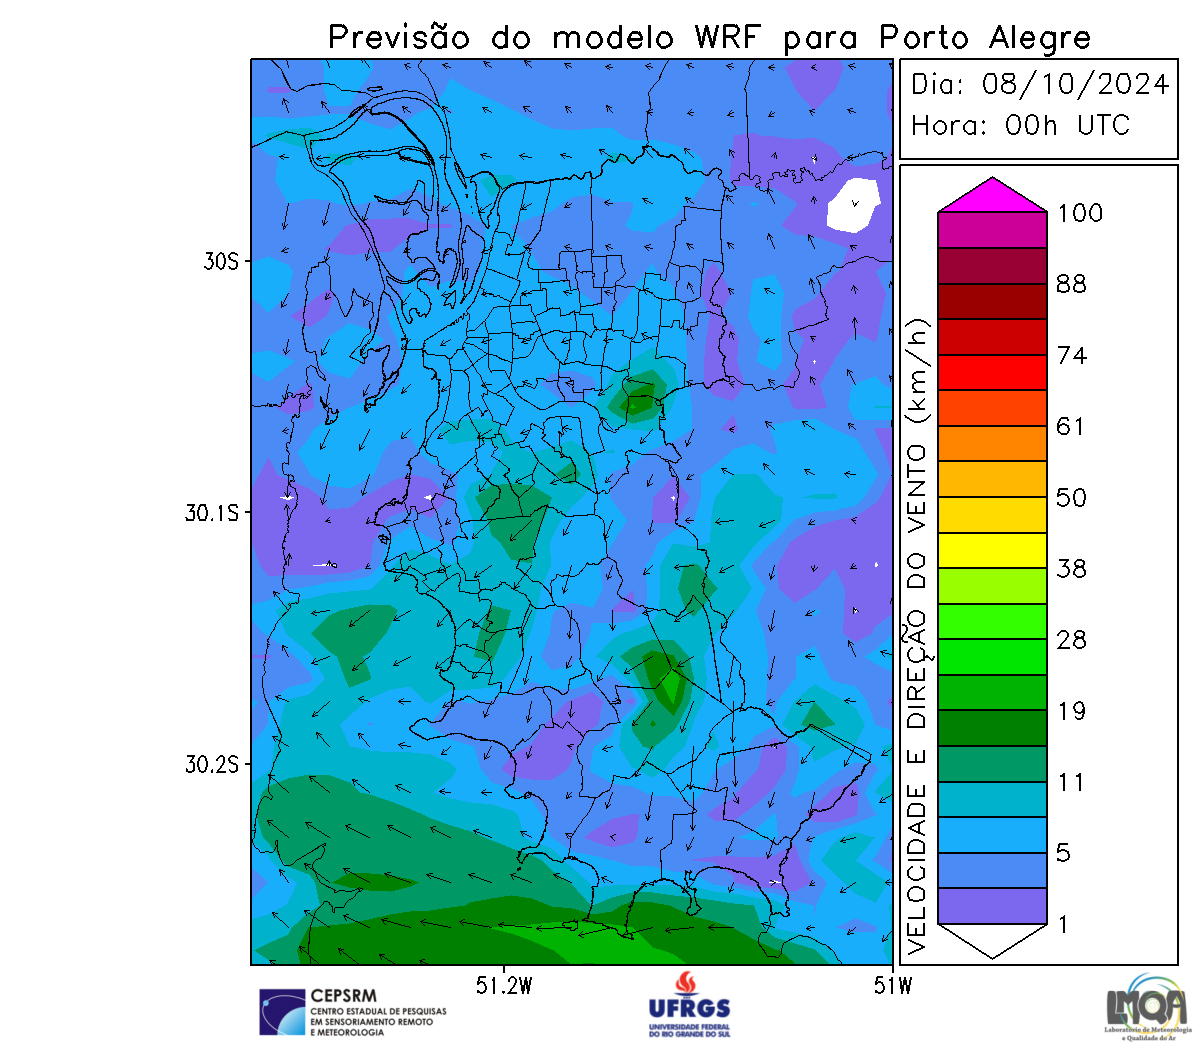 Previsão do modelo WRF para Porto Alegre
Dia: 08/10/2024
Hora: 00h UTC
30S
30.1S
30.2S
51.2W
51W
VELOCIDADE E DIREÇÃO DO VENTO (km/h)
100
88
74
61
50
38
28
19
11
5
1
CEPSRM
CENTRO ESTADUAL DE PESQUISAS
EM SENSORIAMENTO REMOTO
E METEOROLOGIA
UFRGS
UNIVERSIDADE FEDERAL
DO RIO GRANDE DO SUL
LMQA
Laboratório de Meteorologia
e Qualidade do Ar